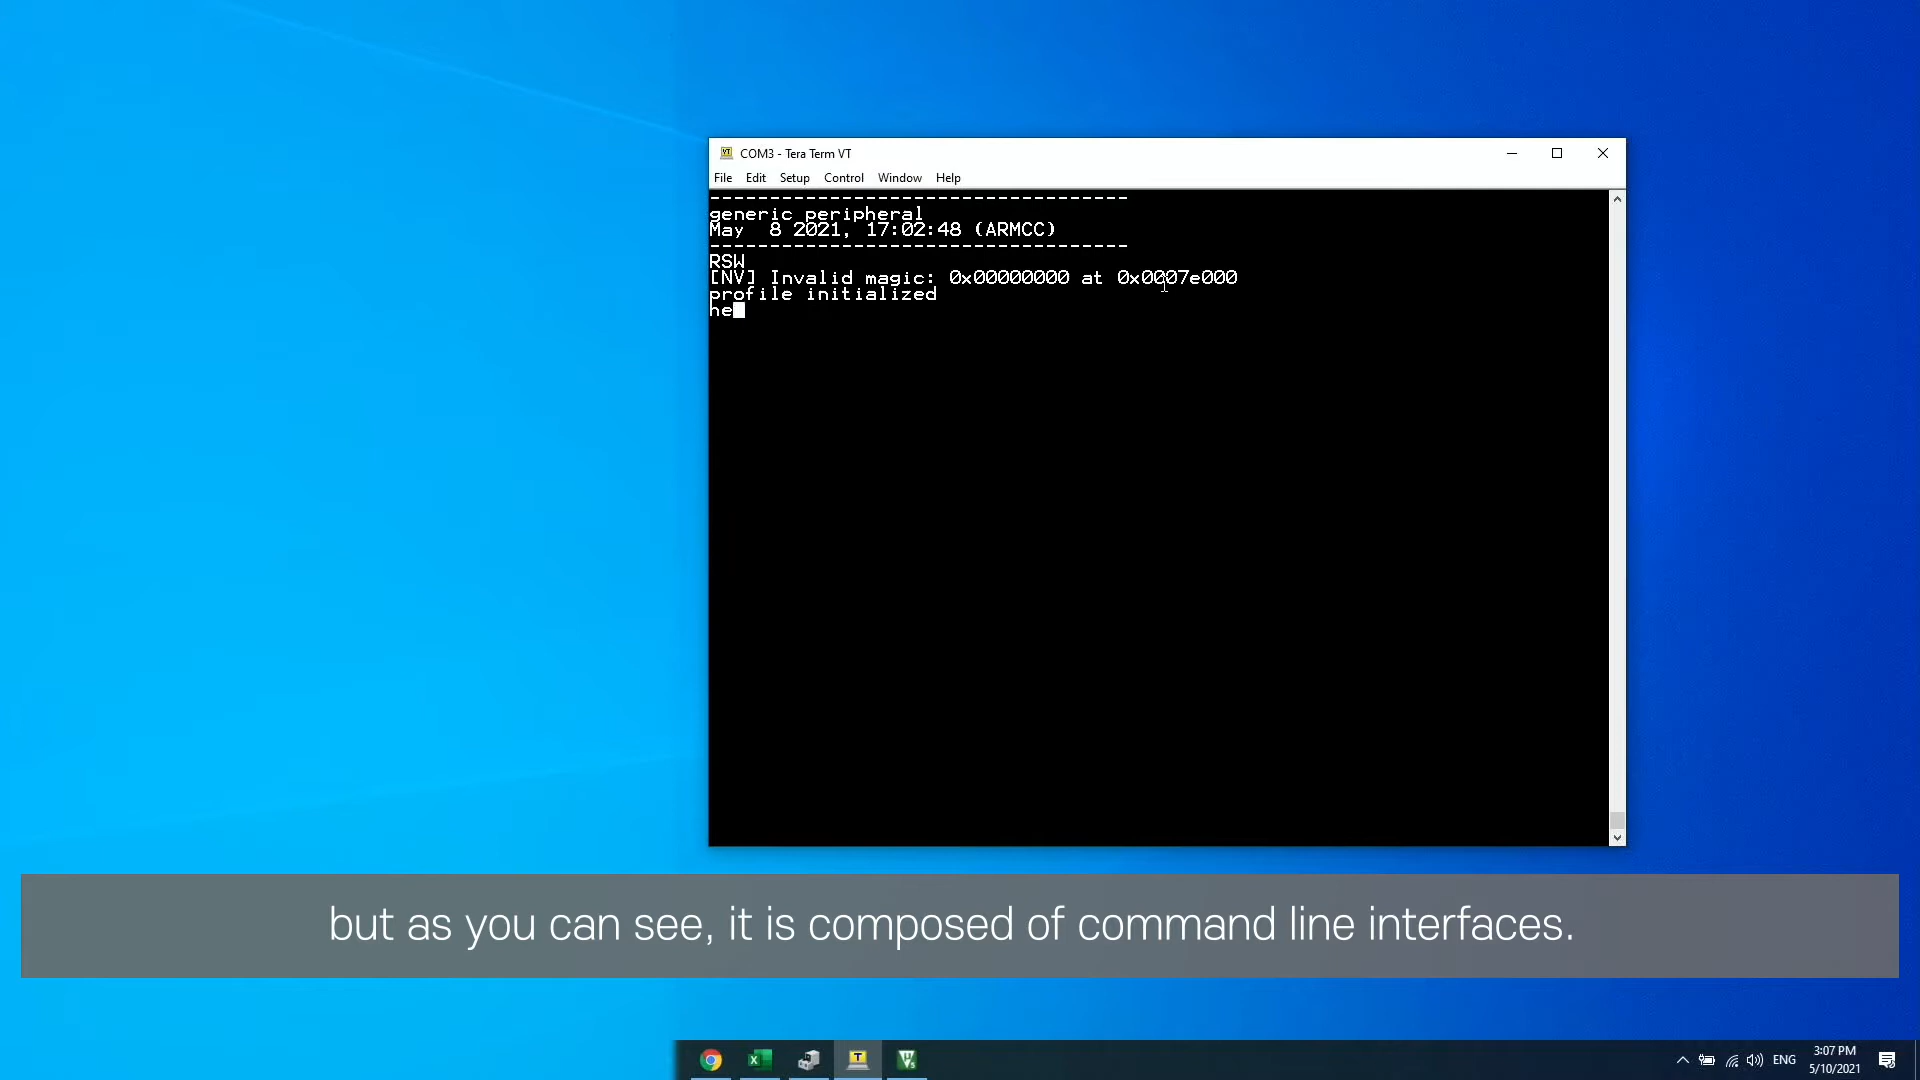 COM3 - Tera Term VT
File Edit Setup Control Window Help
-----------------------------------
generic peripheral
May  8 2021, 17:02:48 (ARMCC)
-----------------------------------
RSW
[NV] Invalid magic: 0x00000000 at 0x0007e000
profile initialized
he
but as you can see, it is composed of command line interfaces.
ENG
3:07 PM
5/10/2021